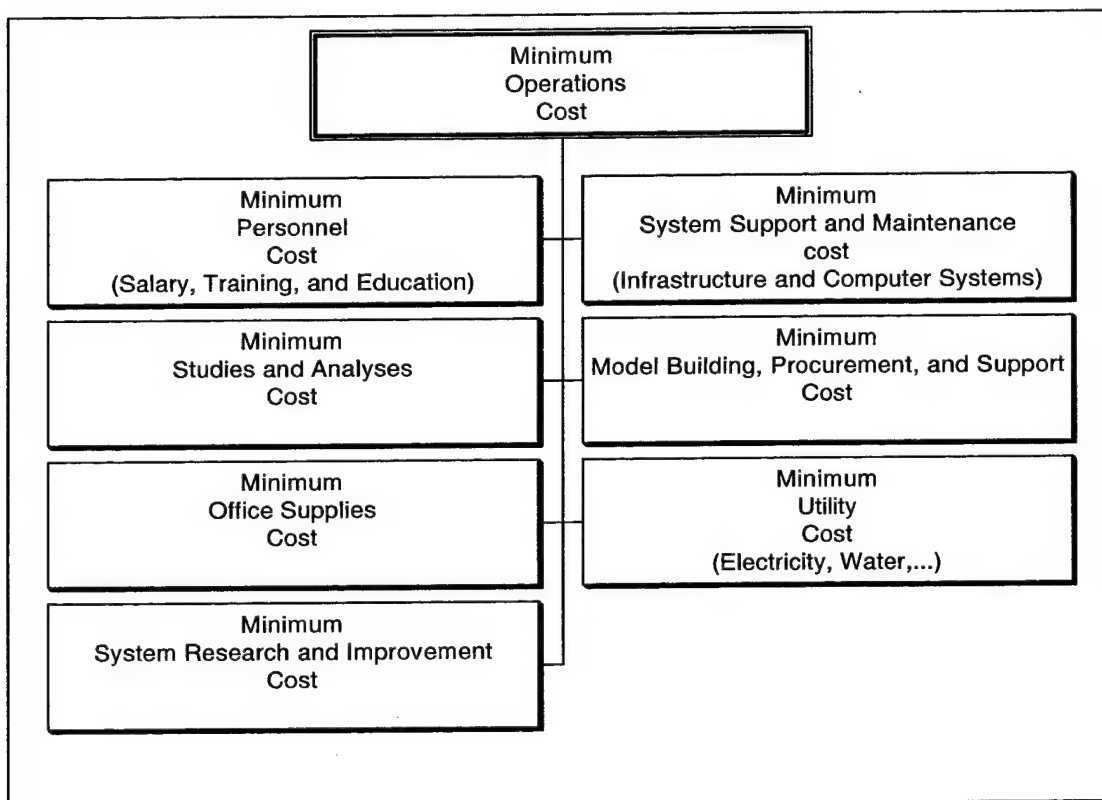 Minimum
Operations
Cost
Minimum
Personnel
Cost
(Salary, Training, and Education)
Minimum
System Support and Maintenance
cost
(Infrastructure and Computer Systems)
Minimum
Studies and Analyses
Cost
Minimum
Model Building, Procurement, and Support
Cost
Minimum
Office Supplies
Cost
Minimum
Utility
Cost
(Electricity, Water,...)
Minimum
System Research and Improvement
Cost